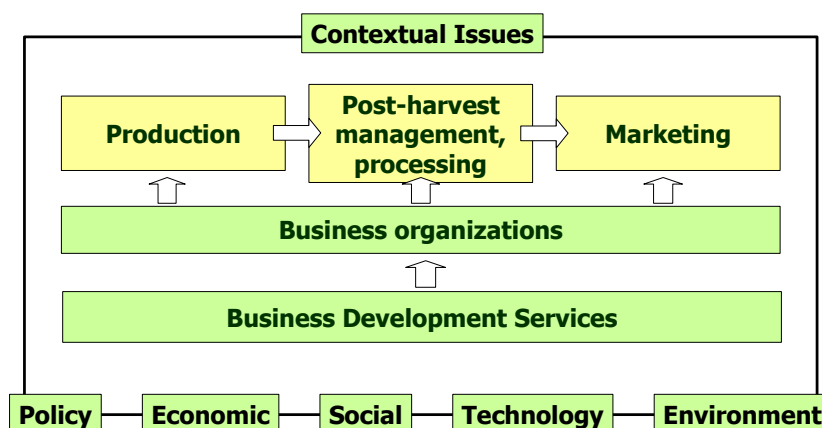 Contextual Issues
Production
Post-harvest
management,
processing
Marketing
Business organizations
Business Development Services
Policy
Economic
Social
Technology
Environment